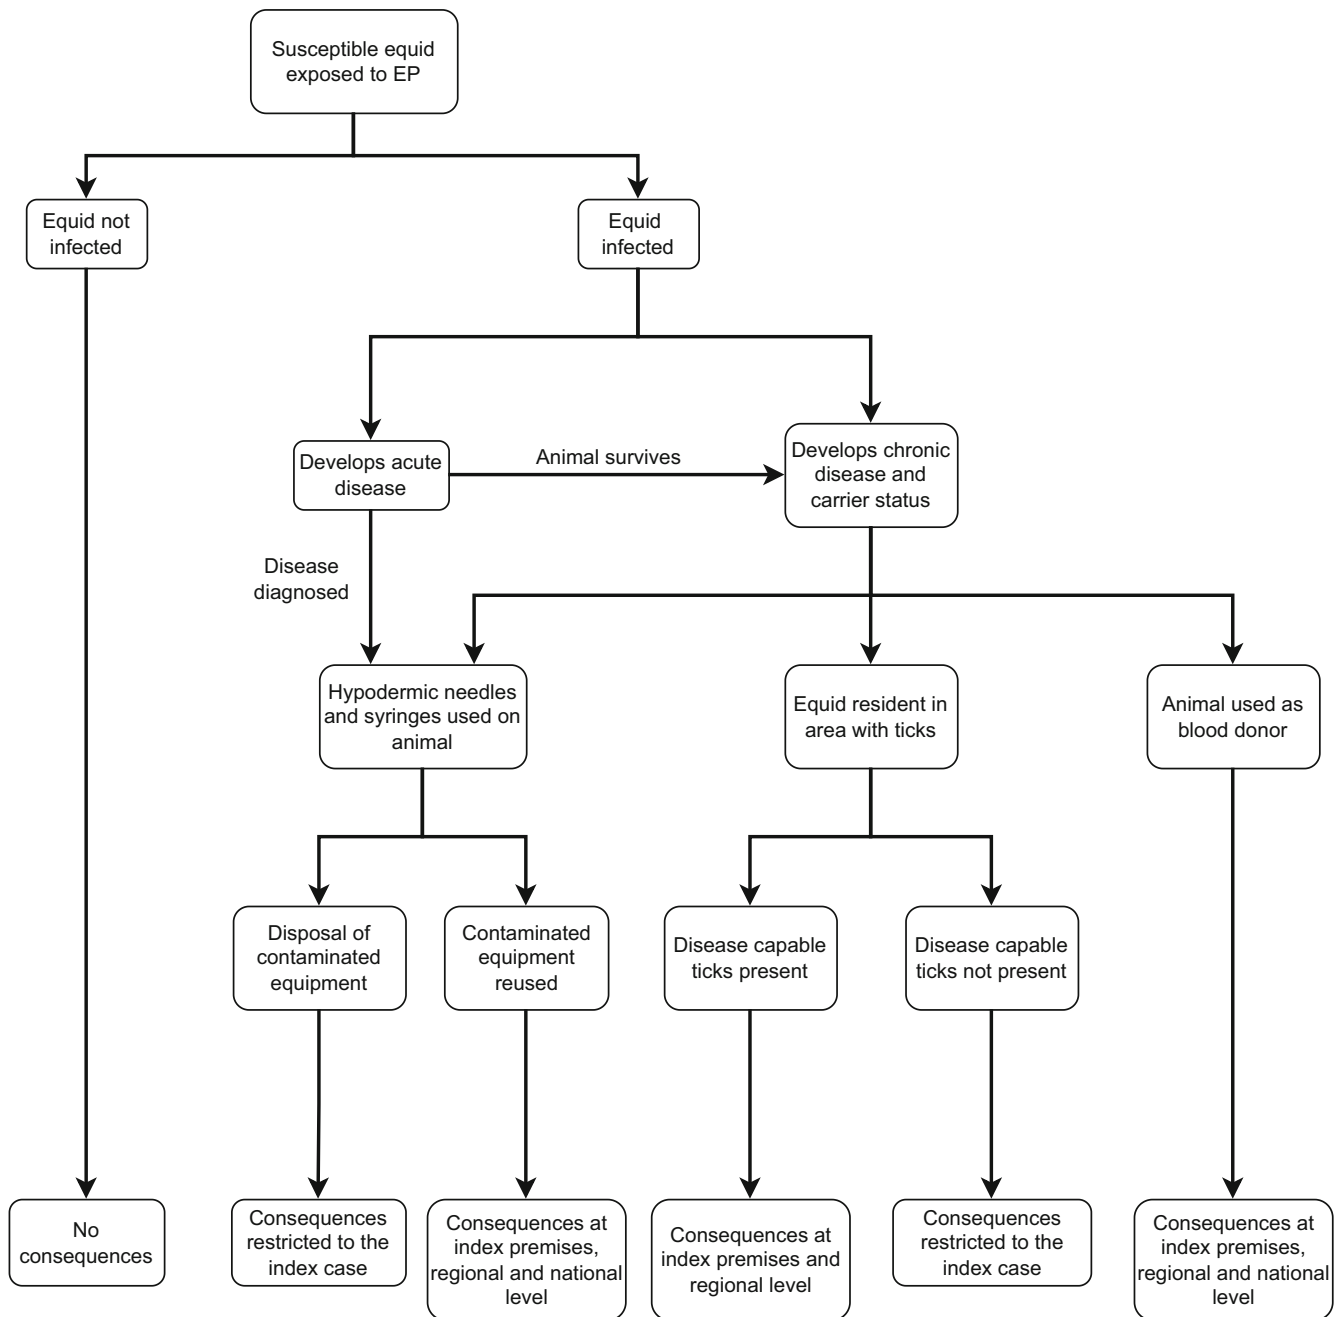 Susceptible equid
exposed to EP
Equid not
infected
Equid
infected
Develops acute
disease
Animal survives
Develops chronic
disease and
carrier status
Disease
diagnosed
Hypodermic needles
and syringes used on
animal
Equid resident in
area with ticks
Animal used as
blood donor
Disposal of
contaminated
equipment
Contaminated
equipment
reused
Disease capable
ticks present
Disease capable
ticks not present
No
consequences
Consequences
restricted to the
index case
Consequences at
index premises,
regional and national
level
Consequences at
index premises and
regional level
Consequences
restricted to the
index case
Consequences at
index premises,
regional and national
level